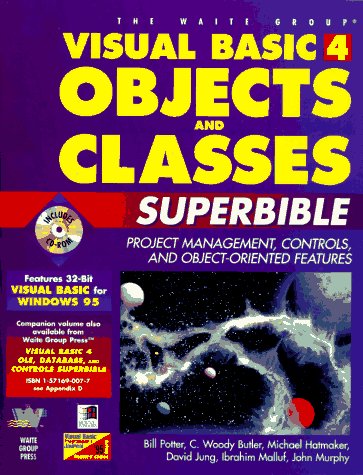 THE WAITE GROUP®
VISUAL BASIC 4
OBJECTS
AND
CLASSES
SUPERBIBLE
INCLUDES
CD-ROM
PROJECT MANAGEMENT, CONTROLS,
AND OBJECT-ORIENTED FEATURES
Features 32-Bit
VISUAL BASIC for
WINDOWS 95
Companion volume also
available from
Waite Group Press™
VISUAL BASIC 4
OLE, DATABASE, AND
CONTROLS SUPERBIBLE
ISBN 1-57169-007-7
see Appendix D
WAITE
GROUP
PRESS
Visual Basic
Bill Potter, C. Woody Butler, Michael Hatmaker,
David Jung, Ibrahim Malluf, John Murphy